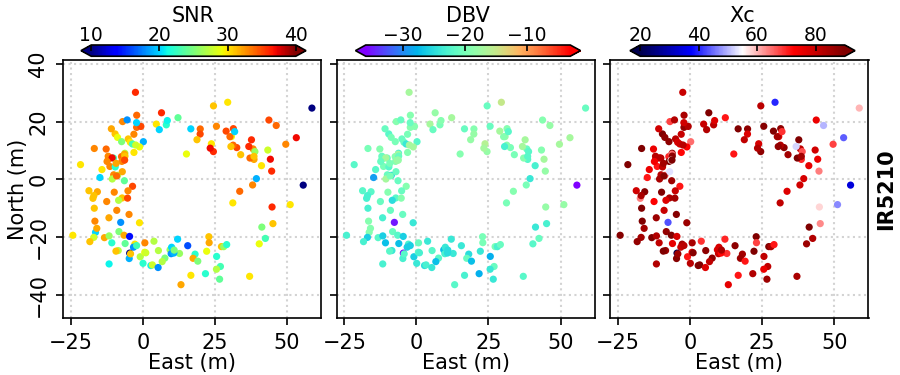 SNR DBV Xc
10 20 30 40 −30 −20 −10 20 40 60 80
40
20
0
−20
−40
North (m)
IR5210
−25 0 25 50 −25 0 25 50 −25 0 25 50
East (m) East (m) East (m)